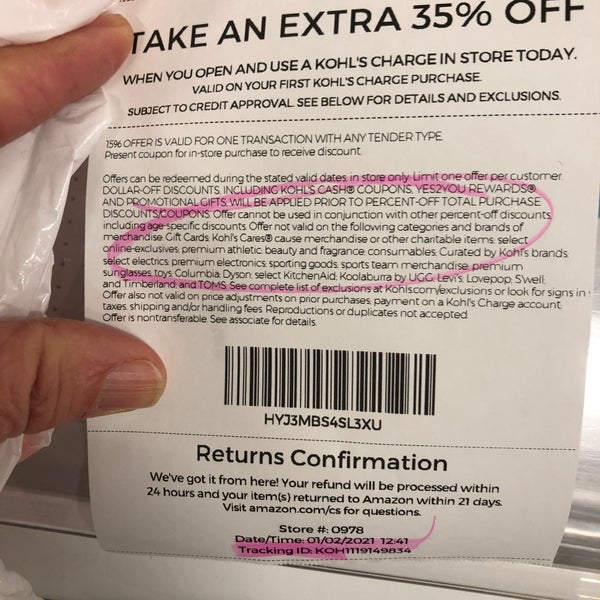 TAKE AN EXTRA 35% OFF
WHEN YOU OPEN AND USE A KOHL'S CHARGE IN STORE TODAY.
VALID ON YOUR FIRST KOHL'S CHARGE PURCHASE.
SUBJECT TO CREDIT APPROVAL. SEE BELOW FOR DETAILS AND EXCLUSIONS.
15% OFFER IS VALID FOR ONE TRANSACTION WITH ANY TENDER TYPE.
Present coupon for in-store purchase to receive discount.
Offers can be redeemed during the stated valid dates, in store only. Limit one offer per customer.
DOLLAR-OFF DISCOUNTS, INCLUDING KOHL'S CASH® COUPONS, YES2YOU REWARDS®
AND PROMOTIONAL GIFTS, WILL BE APPLIED PRIOR TO PERCENT-OFF TOTAL PURCHASE
DISCOUNTS/COUPONS. Offer cannot be used in conjunction with other percent-off discounts,
including age-specific discounts. Offer not valid on the following categories and brands of
merchandise: Gift Cards; Kohl's Cares® cause merchandise or other charitable items; select
online-exclusives; premium athletic; beauty and fragrance; consumables; Curated by Kohl's brands;
select electrics; premium electronics; sporting goods; sports team merchandise; premium
sunglasses; toys; Columbia; Dyson; select KitchenAid; Koolaburra by UGG; Levi's; Lovepop; S'well;
and Timberland; and TOMS. See complete list of exclusions at Kohls.com/exclusions or look for signs in s
Offer also not valid on price adjustments on prior purchases; payment on a Kohl's Charge account;
taxes, shipping and/or handling fees. Reproductions or duplicates not accepted.
Offer is nontransferable. See associate for details.
HYJ3MBS4SL3XU
Returns Confirmation
We've got it from here! Your refund will be processed within
24 hours and your item(s) returned to Amazon within 21 days.
Visit amazon.com/cs for questions.
Store #: 0978
Date/Time: 01/02/2021 12:41
Tracking ID: KOH1119149834